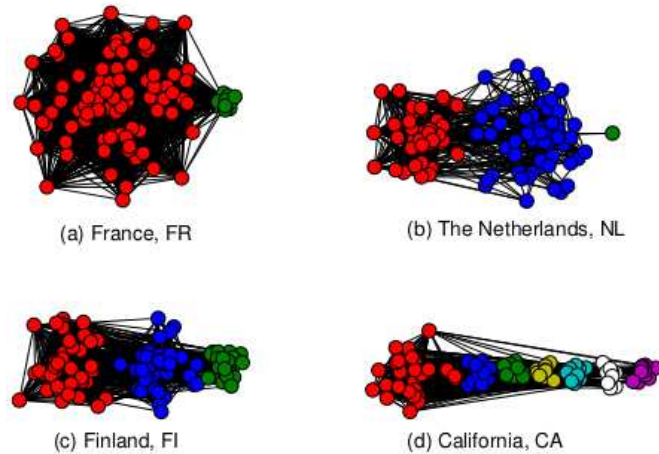 (a) France, FR
(b) The Netherlands, NL
(c) Finland, FI
(d) California, CA